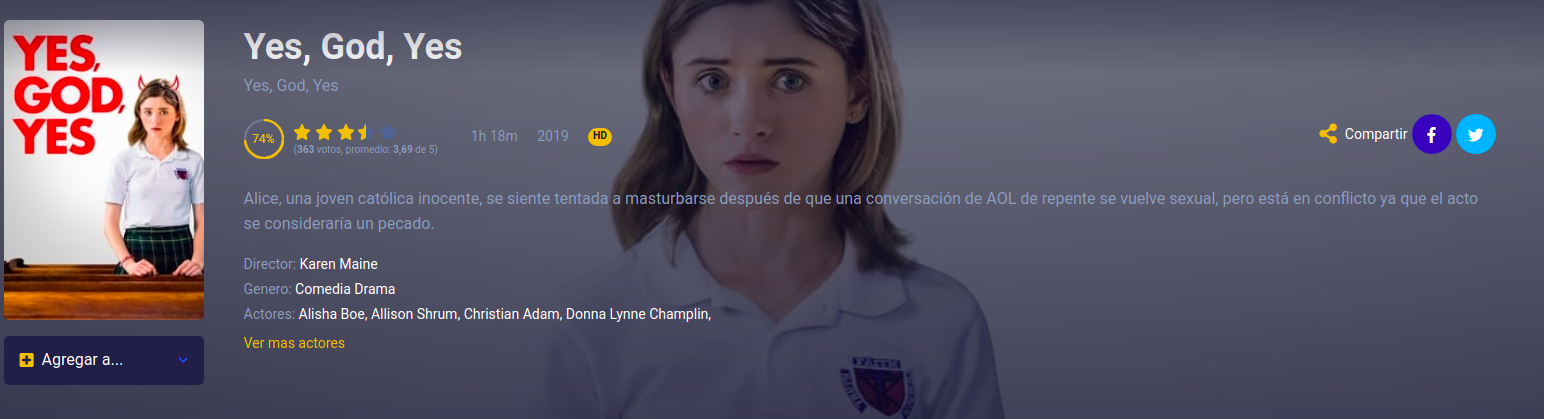 YES,
GOD,
YES
Yes, God, Yes
Yes, God, Yes
74%
(363 votos, promedio: 3,69 de 5)
1h 18m 2019 HD
Compartir
Alice, una joven católica inocente, se siente tentada a masturbarse después de que una conversación de AOL de repente se vuelve sexual, pero está en conflicto ya que el acto
se consideraría un pecado.
Director: Karen Maine
Genero: Comedia Drama
Actores: Alisha Boe, Allison Shrum, Christian Adam, Donna Lynne Champlin,
Ver mas actores
Agregar a...
FAITH